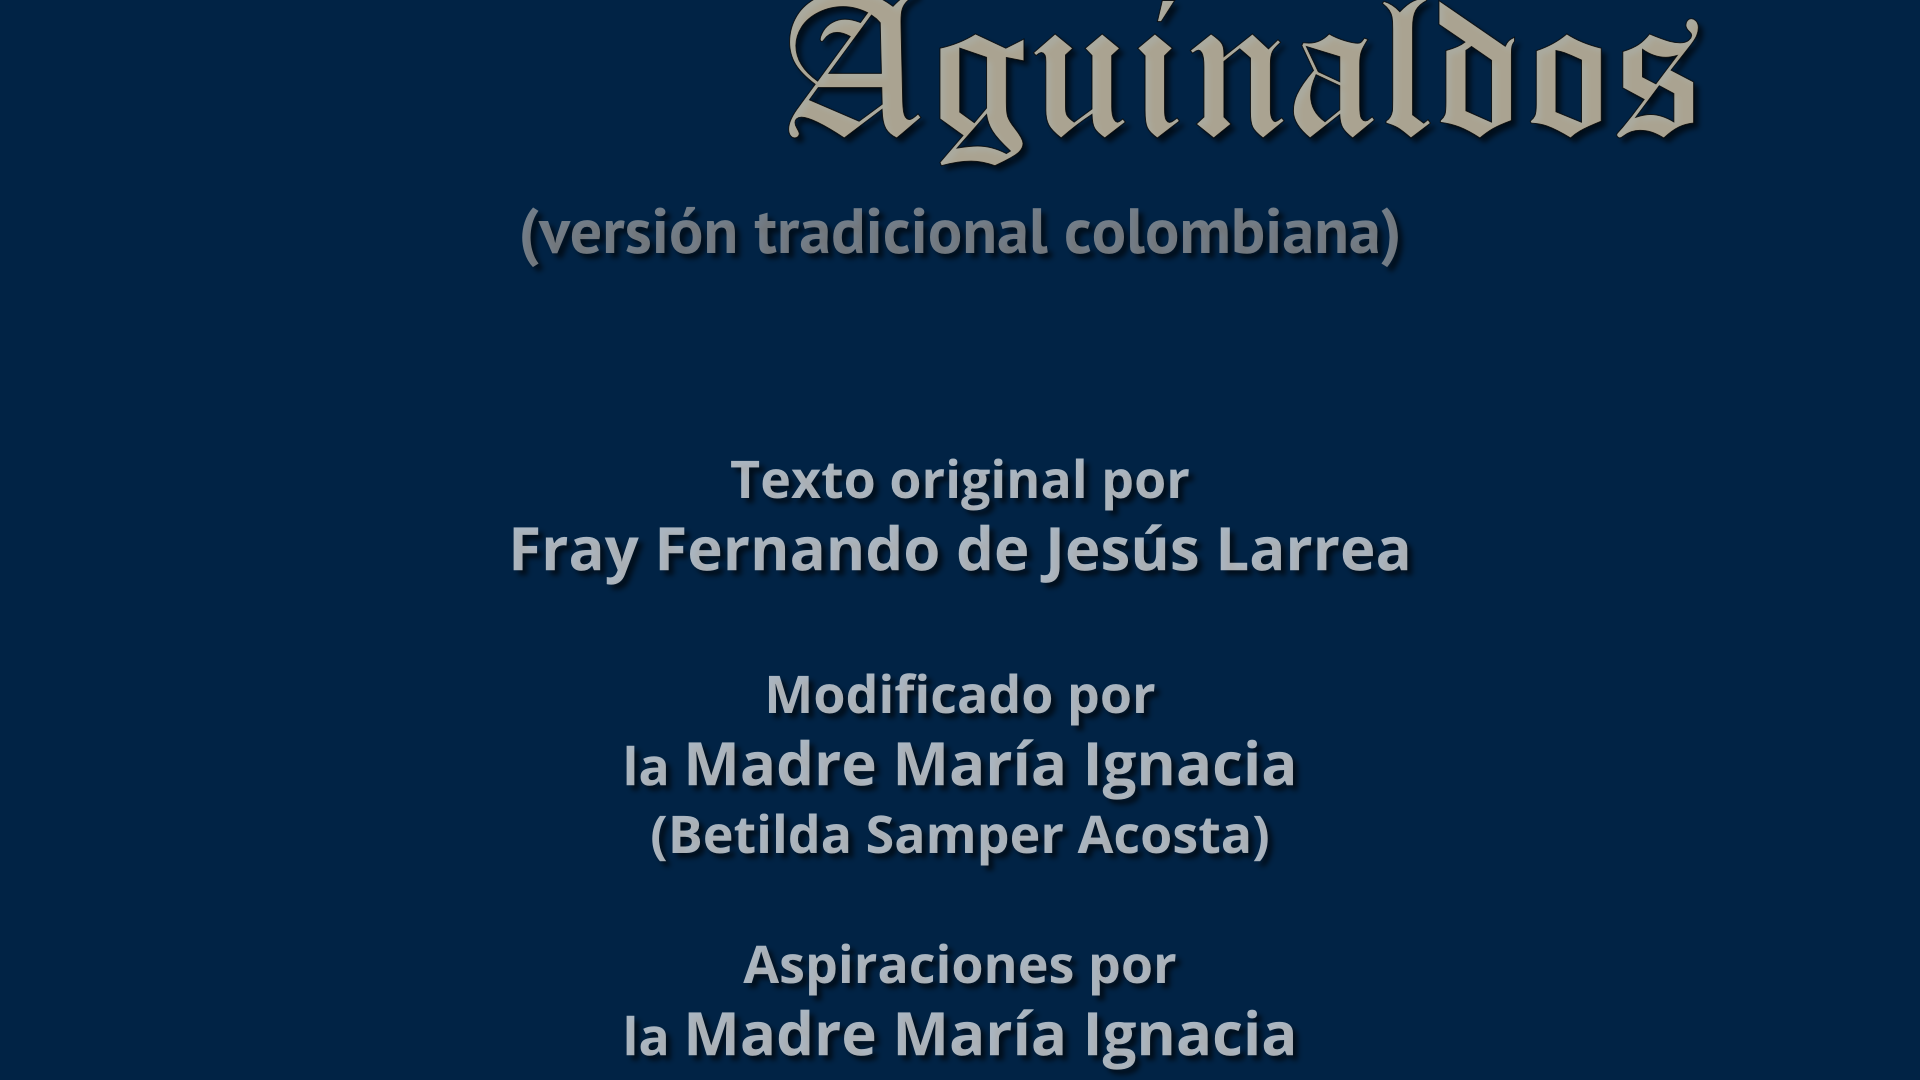 Aguinaldos
(versión tradicional colombiana)
Texto original por
Fray Fernando de Jesús Larrea
Modificado por
la Madre María Ignacia
(Betilda Samper Acosta)
Aspiraciones por
la Madre María Ignacia